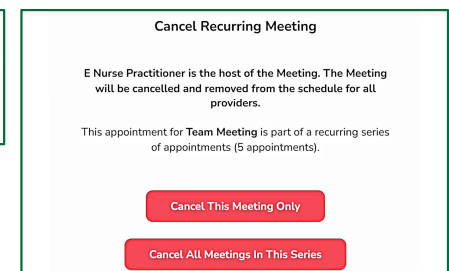 Cancel Recurring Meeting
E Nurse Practitioner is the host of the Meeting. The Meeting
will be cancelled and removed from the schedule for all
providers.
This appointment for Team Meeting is part of a recurring series
of appointments (5 appointments).
Cancel This Meeting Only
Cancel All Meetings In This Series